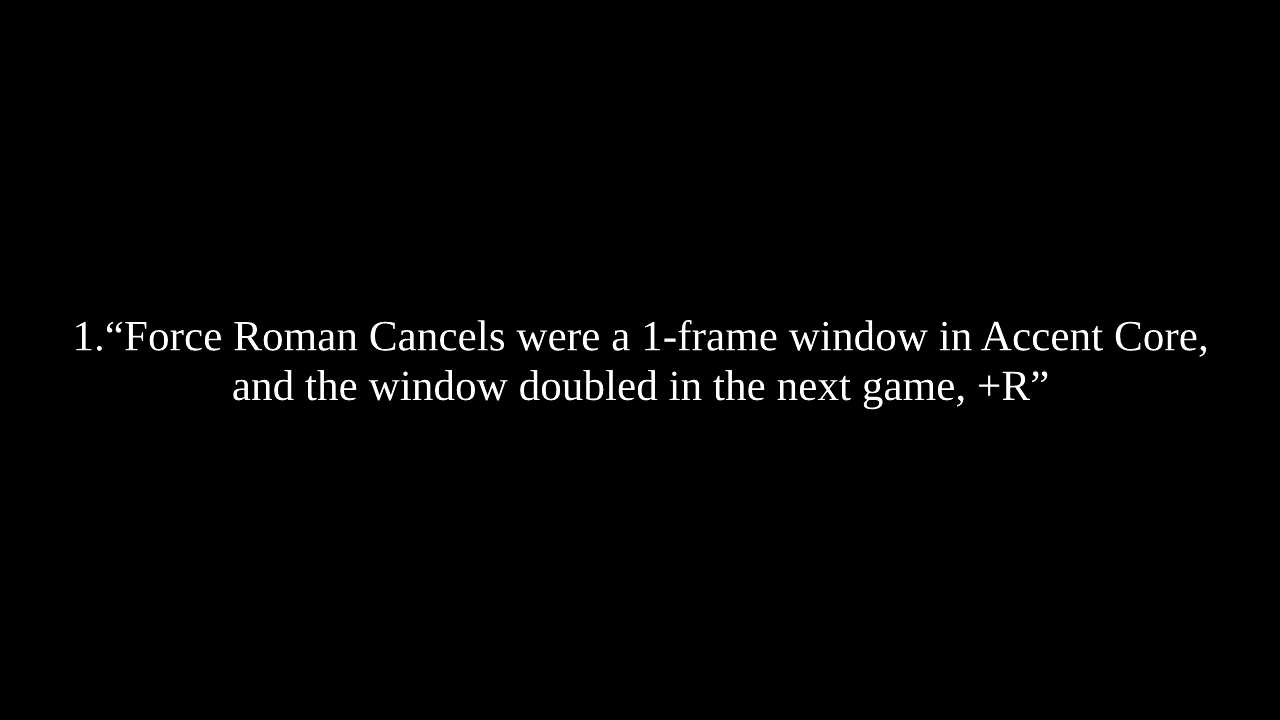 1.“Force Roman Cancels were a 1-frame window in Accent Core,
and the window doubled in the next game, +R”